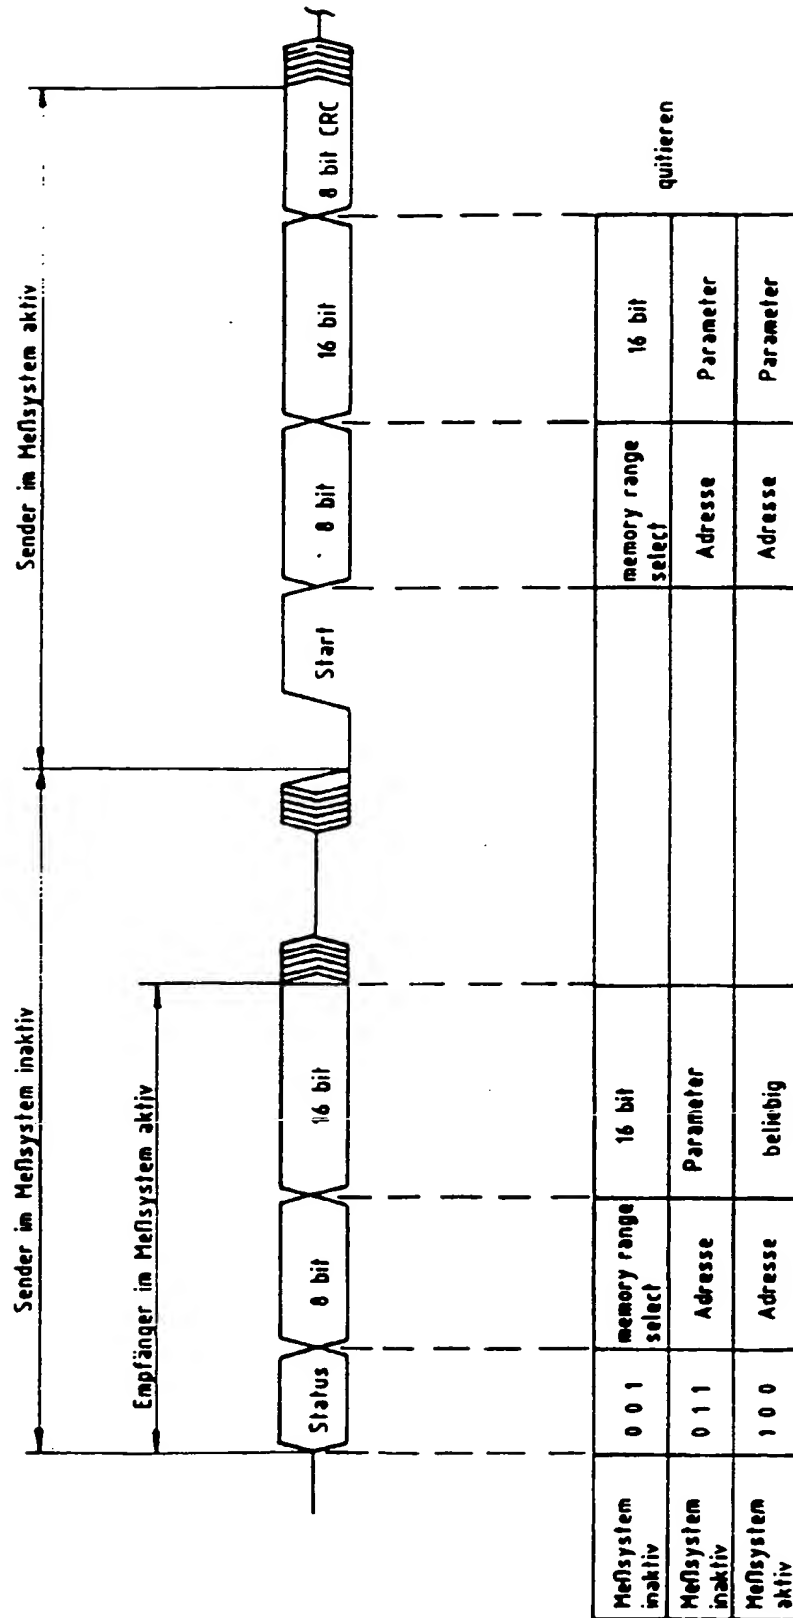 Sender im Meßsystem inaktiv
Sender im Meßsystem aktiv
Empfänger im Meßsystem aktiv
Status
8 bit
16 bit
Start
8 bit
16 bit
8 bit CRC
Meßsystem
inaktiv
0 0 1
memory range
select
16 bit
memory range
select
16 bit
quitieren
Meßsystem
inaktiv
0 1 1
Adresse
Parameter
Adresse
Parameter
Meßsystem
aktiv
1 0 0
Adresse
beliebig
Adresse
Parameter